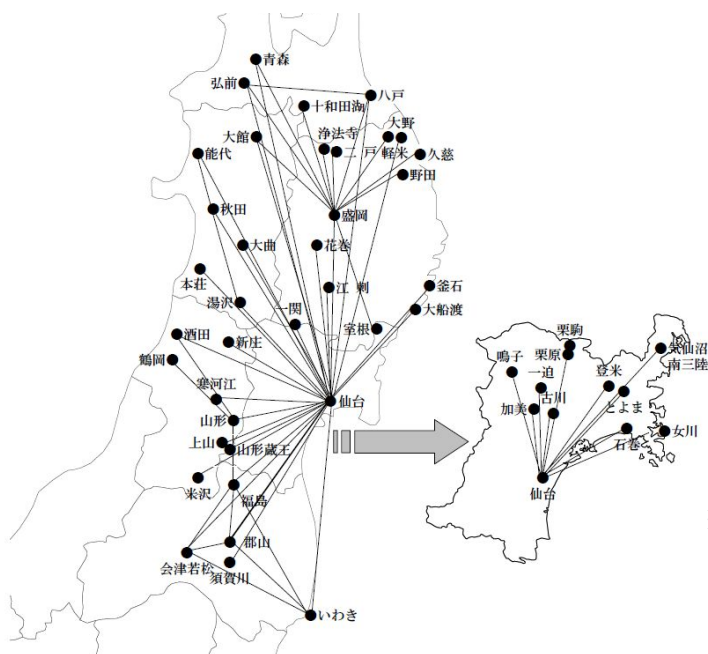 青森
弘前
八戸
十和田湖
大館
浄法寺
大野
二戸
軽米
久慈
能代
野田
秋田
盛岡
大曲
花巻
本荘
江刺
釜石
湯沢
一関
大船渡
室根
酒田
新庄
鶴岡
寒河江
仙台
山形
上山
山形蔵王
米沢
福島
郡山
会津若松
須賀川
いわき
栗駒
鳴子
栗原
気仙沼
南三陸
一迫
登米
加美
古川
とよま
石巻
女川
仙台